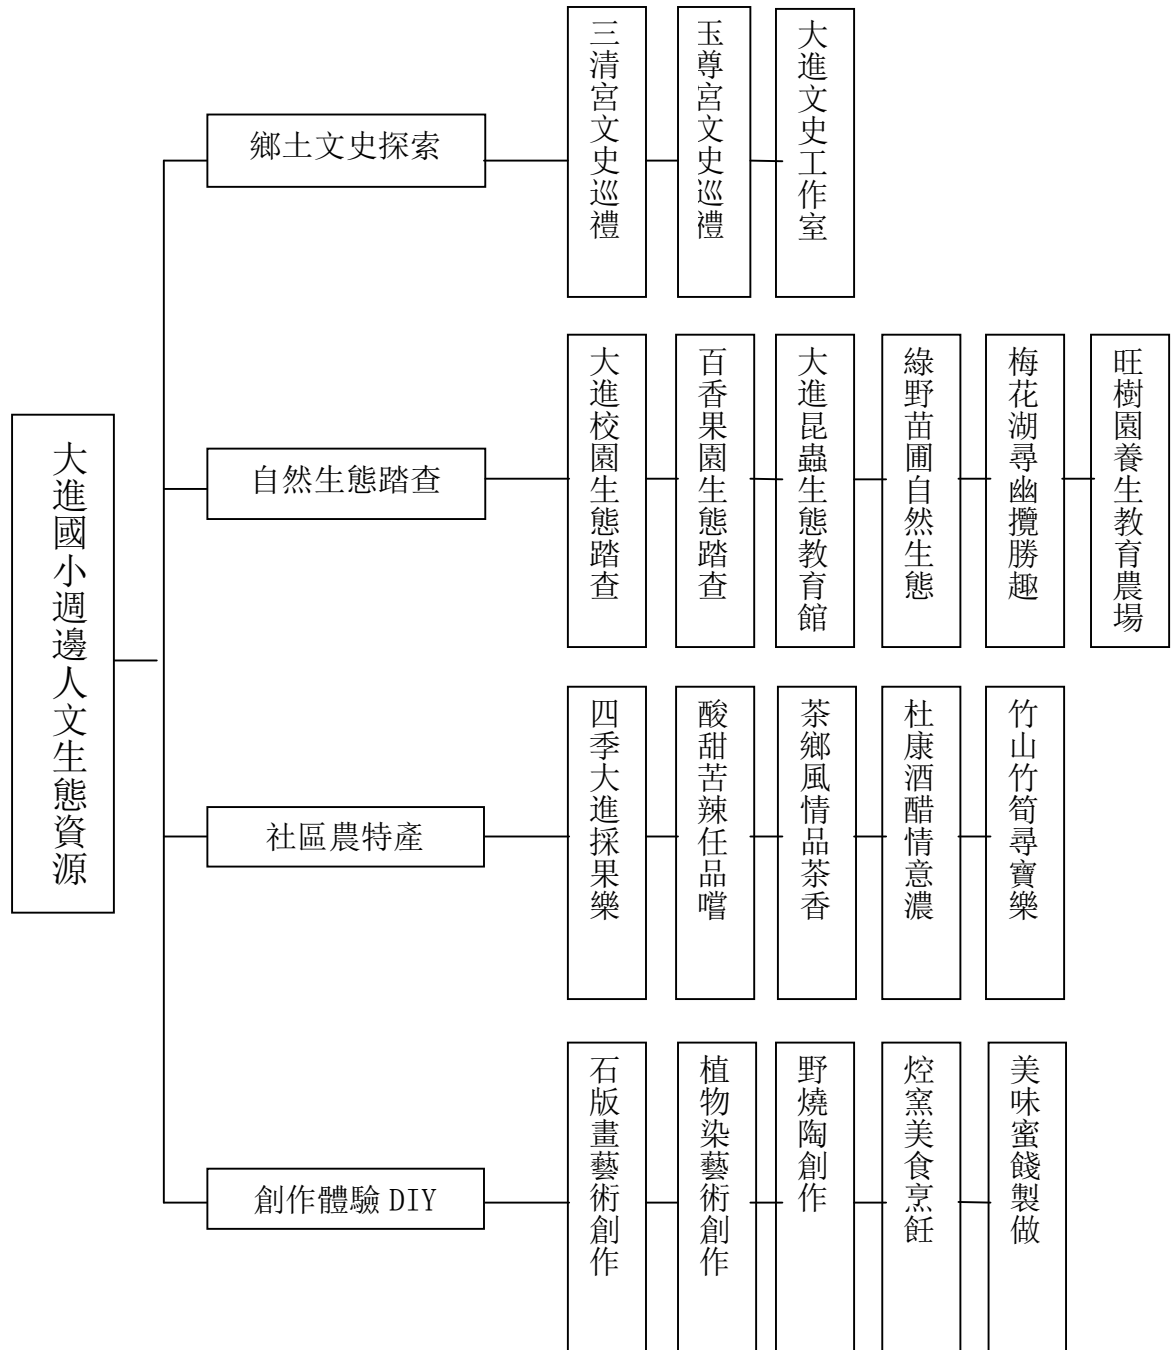 大進國小週邊人文生態資源
鄉土文史探索
三清宮文史巡禮
玉尊宮文史巡禮
大進文史工作室
自然生態踏查
大進校園生態踏查
百香果園生態踏查
大進昆蟲生態教育館
綠野苗圃自然生態
梅花湖尋幽攬勝趣
旺樹園養生教育農場
社區農特產
四季大進採果樂
酸甜苦辣任品嚐
茶鄉風情品茶香
杜康酒醋情意濃
竹山竹筍尋寶樂
創作體驗 DIY
石版畫藝術創作
植物染藝術創作
野燒陶創作
焢窯美食烹飪
美味蜜餞製做